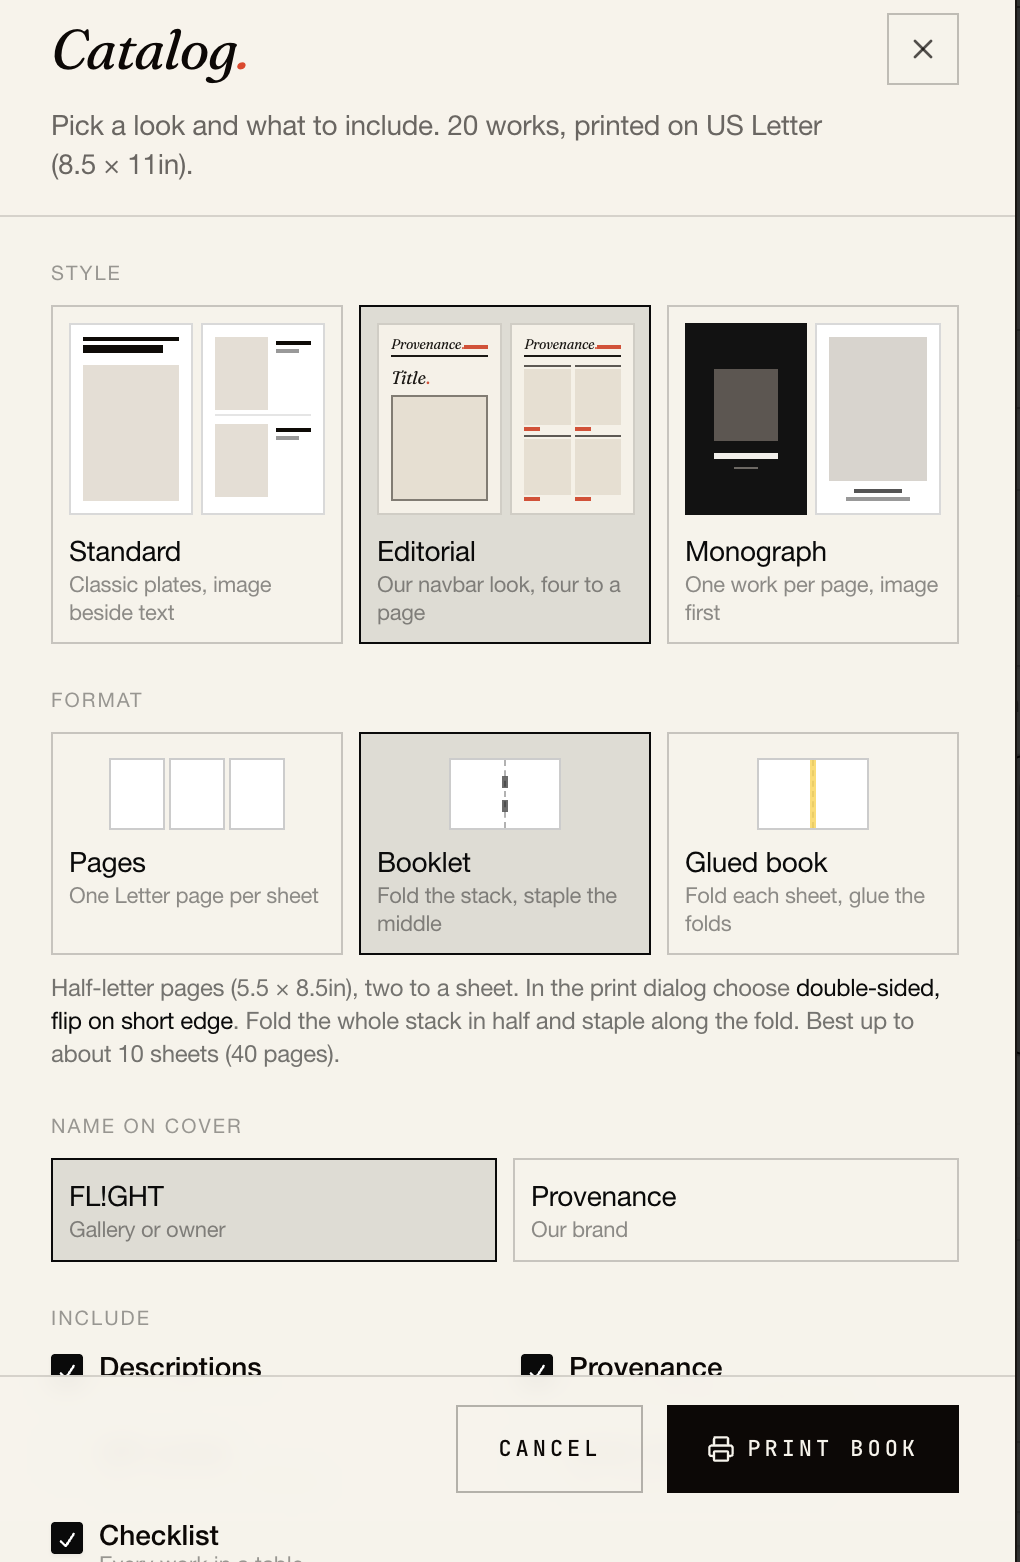 Catalog.
Pick a look and what to include. 20 works, printed on US Letter
(8.5 × 11in).
STYLE
Provenance.
Title.
Provenance.
Standard
Classic plates, image
beside text
Editorial
Our navbar look, four to a
page
Monograph
One work per page, image
first
FORMAT
Pages
One Letter page per sheet
Booklet
Fold the stack, staple the
middle
Glued book
Fold each sheet, glue the
folds
Half-letter pages (5.5 × 8.5in), two to a sheet. In the print dialog choose double-sided,
flip on short edge. Fold the whole stack in half and staple along the fold. Best up to
about 10 sheets (40 pages).
NAME ON COVER
FL!GHT
Gallery or owner
Provenance
Our brand
INCLUDE
Descriptions
Provenance
CANCEL
PRINT BOOK
Checklist
Every work in a table